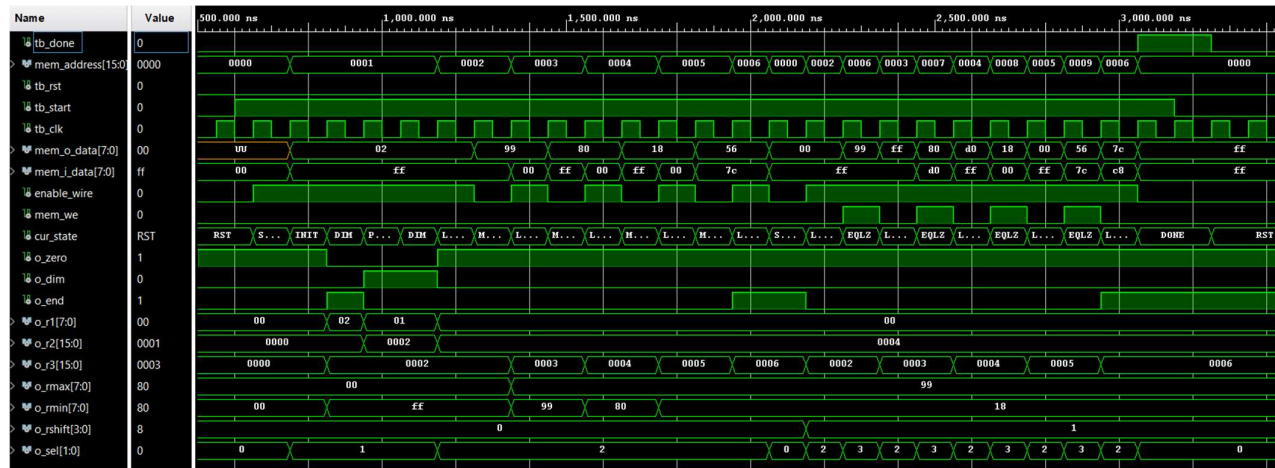 Name Value 500.000 ns 1,000.000 ns 1,500.000 ns 2,000.000 ns 2,500.000 ns 3,000.000 ns
tb_done 0
mem_address[15:0] 0000 0000 0001 0002 0003 0004 0005 0006 0000 0002 0006 0003 0007 0004 0008 0005 0009 0006 0000
tb_rst 0
tb_start 0
tb_clk 0
mem_o_data[7:0] 00 UU 02 99 80 18 56 00 99 ff 80 d0 18 00 56 7c ff
mem_i_data[7:0] ff 00 ff 00 ff 00 ff 00 7c ff d0 ff 00 ff 7c c8 ff
enable_wire 0
mem_we 0
cur_state RST RST S... INIT DIM P... DIM L... M... L... M... L... M... L... M... L... S... L... EQLZ L... EQLZ L... EQLZ L... EQLZ L... DONE RST
o_zero 1
o_dim 0
o_end 1
o_r1[7:0] 00 00 02 01 00
o_r2[15:0] 0001 0000 0002 0004
o_r3[15:0] 0003 0000 0002 0003 0004 0005 0006 0002 0003 0004 0005 0006
o_rmax[7:0] 80 00 99
o_rmin[7:0] 80 00 ff 99 80 18
o_rshift[3:0] 8 0 1
o_sel[1:0] 0 0 1 2 0 2 3 2 3 2 3 2 3 2 0